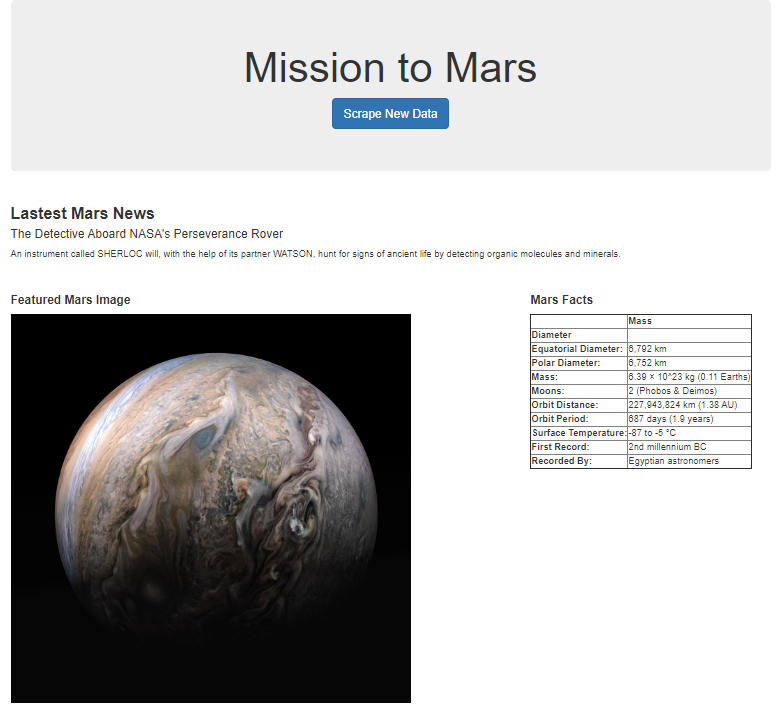 Mission to Mars
Scrape New Data
Lastest Mars News
The Detective Aboard NASA's Perseverance Rover
An instrument called SHERLOC will, with the help of its partner WATSON, hunt for signs of ancient life by detecting organic molecules and minerals.
Featured Mars Image
Mars Facts
Mass
Diameter
Equatorial Diameter: 6,792 km
Polar Diameter: 6,752 km
Mass: 6.39 × 10^23 kg (0.11 Earths)
Moons: 2 (Phobos & Deimos)
Orbit Distance: 227,943,824 km (1.38 AU)
Orbit Period: 687 days (1.9 years)
Surface Temperature: -87 to -5 °C
First Record: 2nd millennium BC
Recorded By: Egyptian astronomers